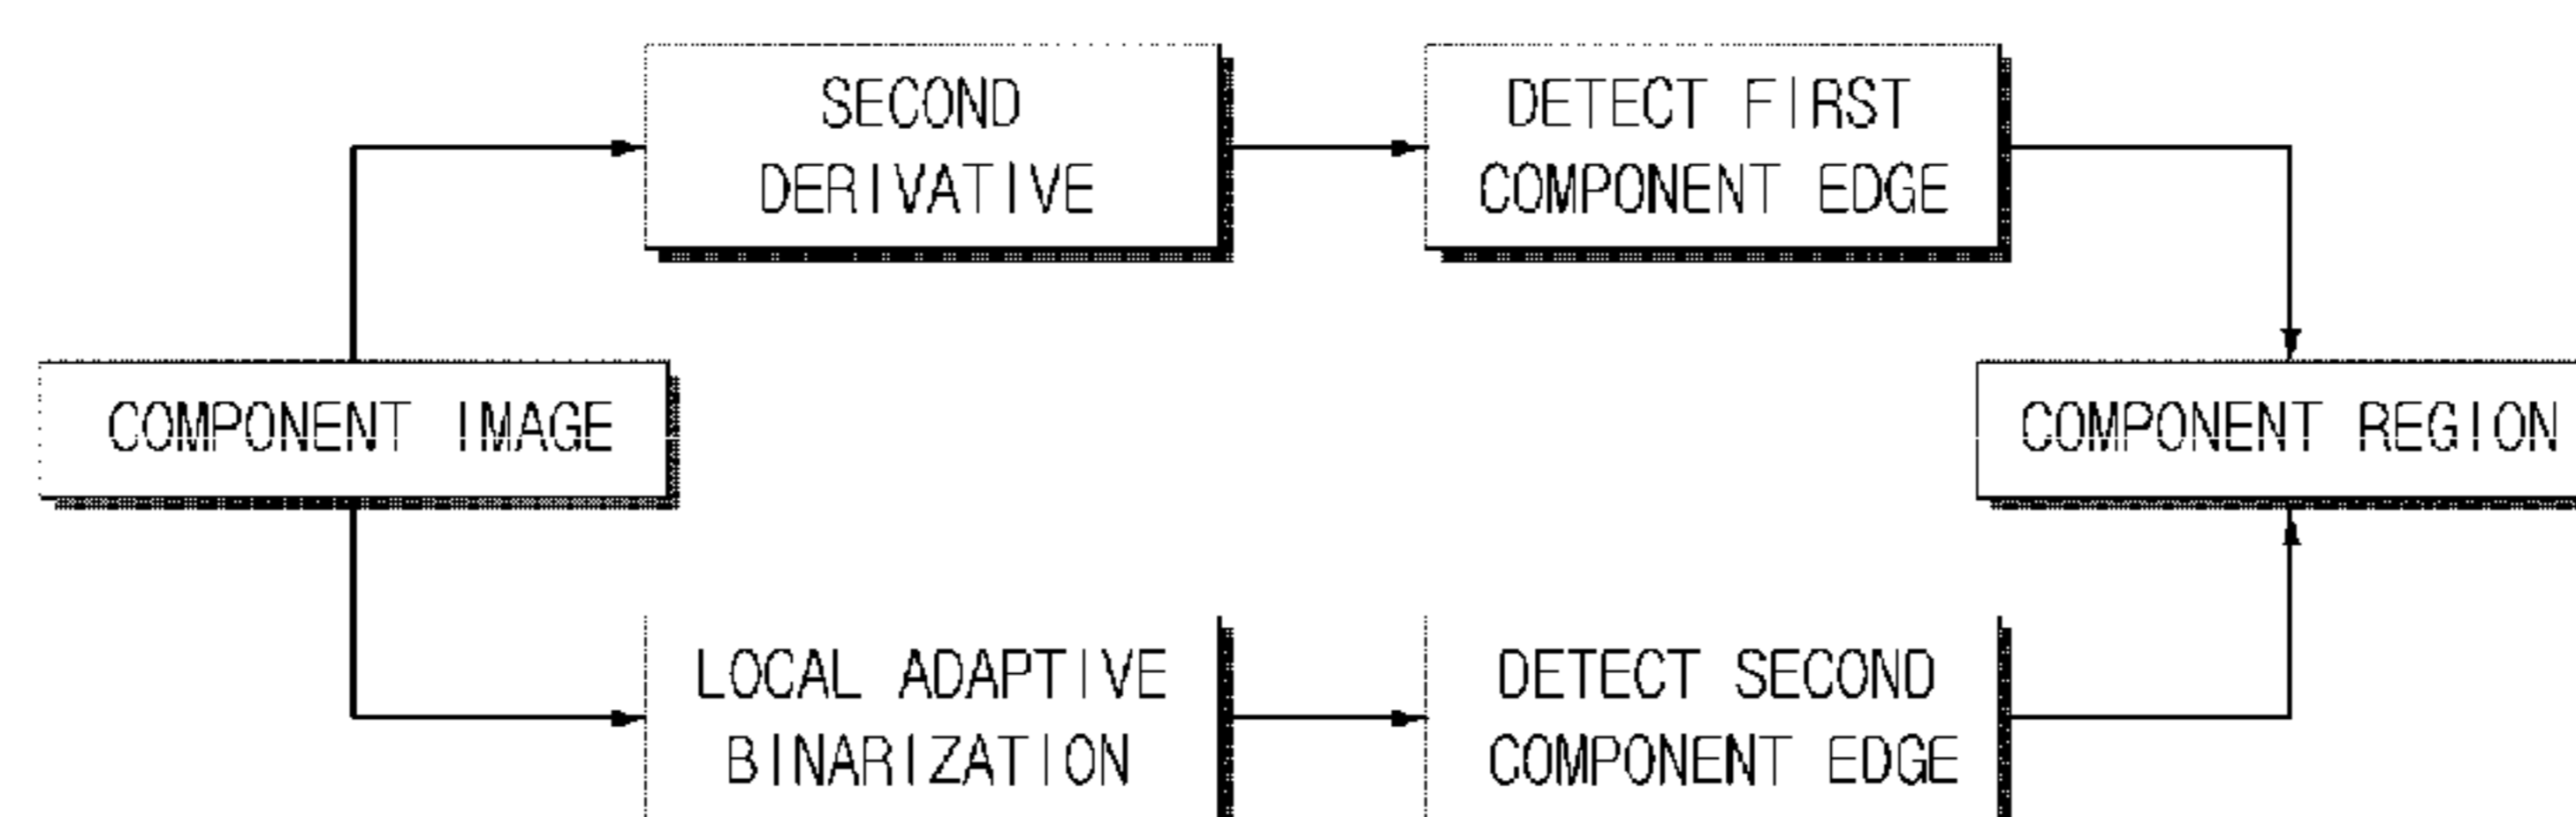 SECOND
DERIVATIVE
DETECT FIRST
COMPONENT EDGE
COMPONENT IMAGE
COMPONENT REGION
LOCAL ADAPTIVE
BINARIZATION
DETECT SECOND
COMPONENT EDGE